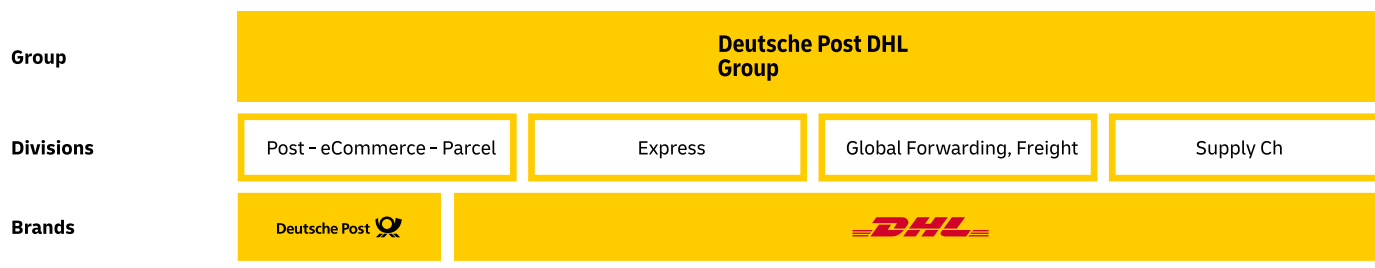 Group
Deutsche Post DHL
Group
Divisions
Post - eCommerce - Parcel
Express
Global Forwarding, Freight
Supply Ch
Brands
Deutsche Post
DHL